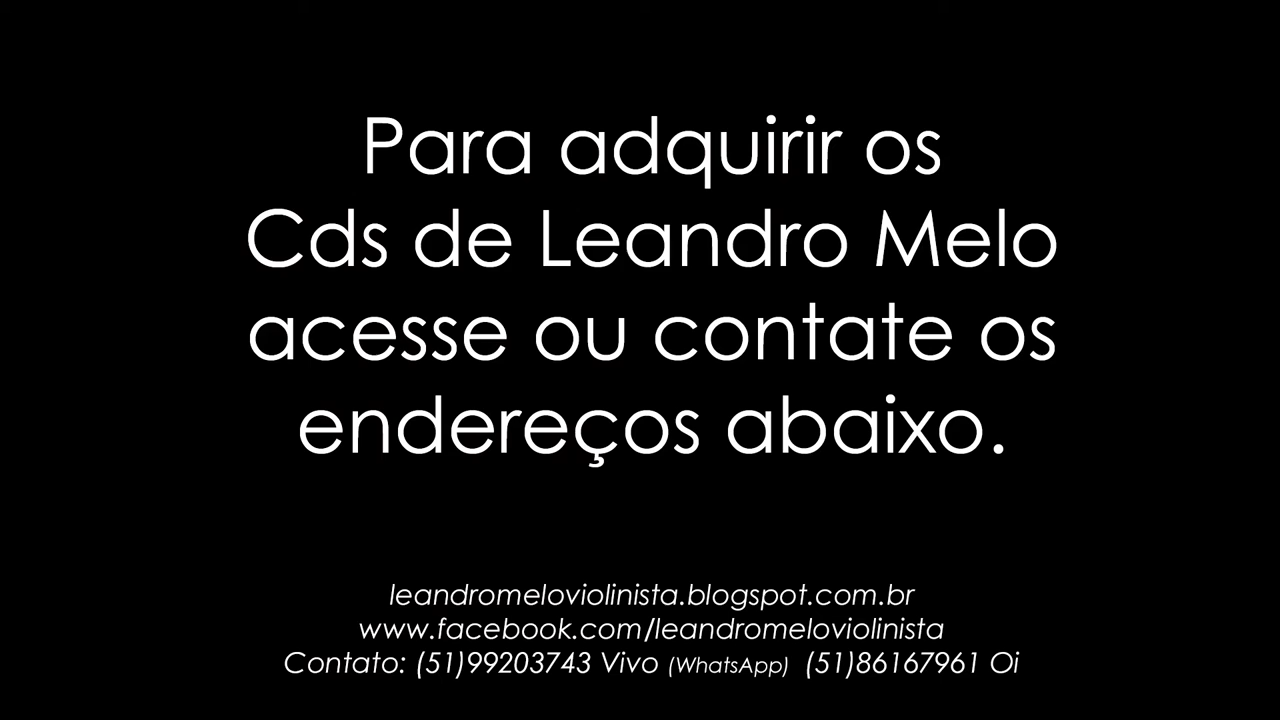 Para adquirir os
Cds de Leandro Melo
acesse ou contate os
endereços abaixo.
leandromeloviolinista.blogspot.com.br
www.facebook.com/leandromeloviolinista
Contato: (51)99203743 Vivo (WhatsApp) (51)86167961 Oi